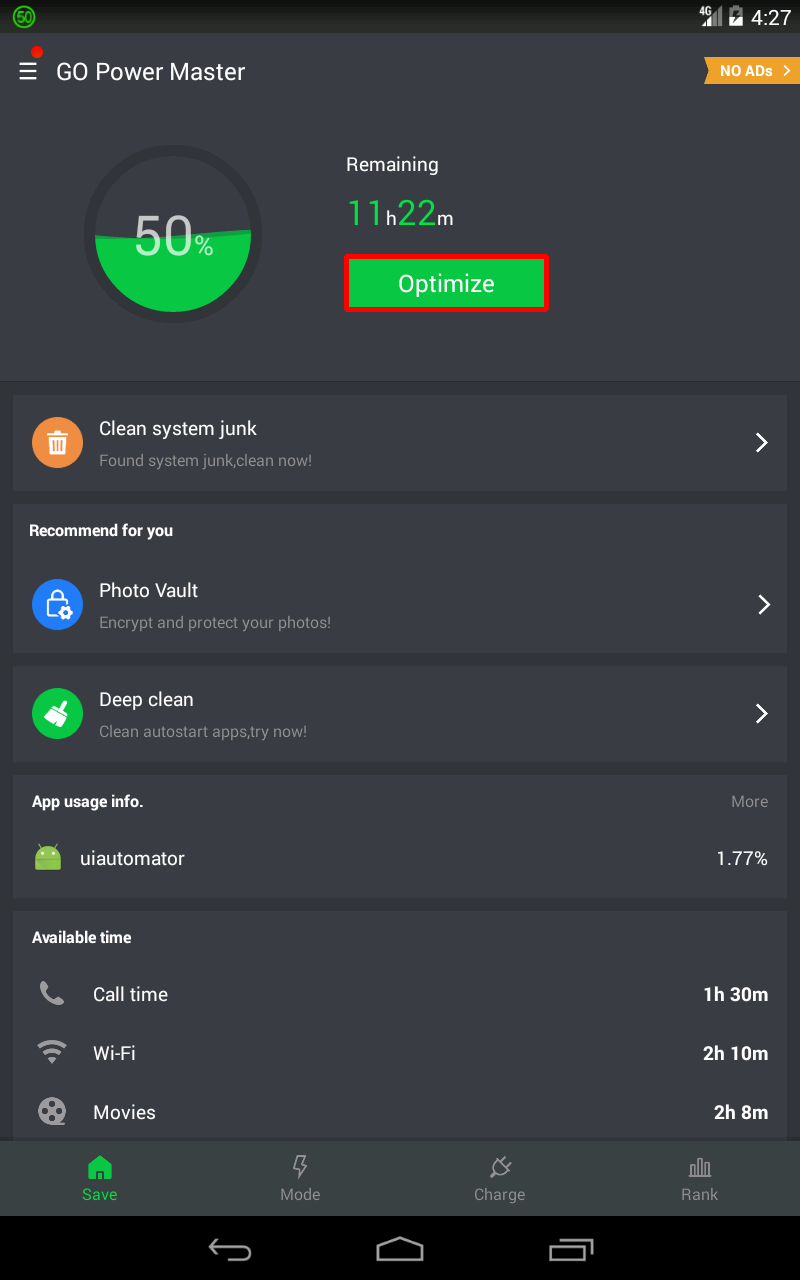 50
4G
4:27
GO Power Master
NO ADs
Remaining
50%
11h22m
Optimize
Clean system junk
Found system junk,clean now!
Recommend for you
Photo Vault
Encrypt and protect your photos!
Deep clean
Clean autostart apps,try now!
App usage info.
More
uiautomator
1.77%
Available time
Call time
1h 30m
Wi-Fi
2h 10m
Movies
2h 8m
Save
Mode
Charge
Rank